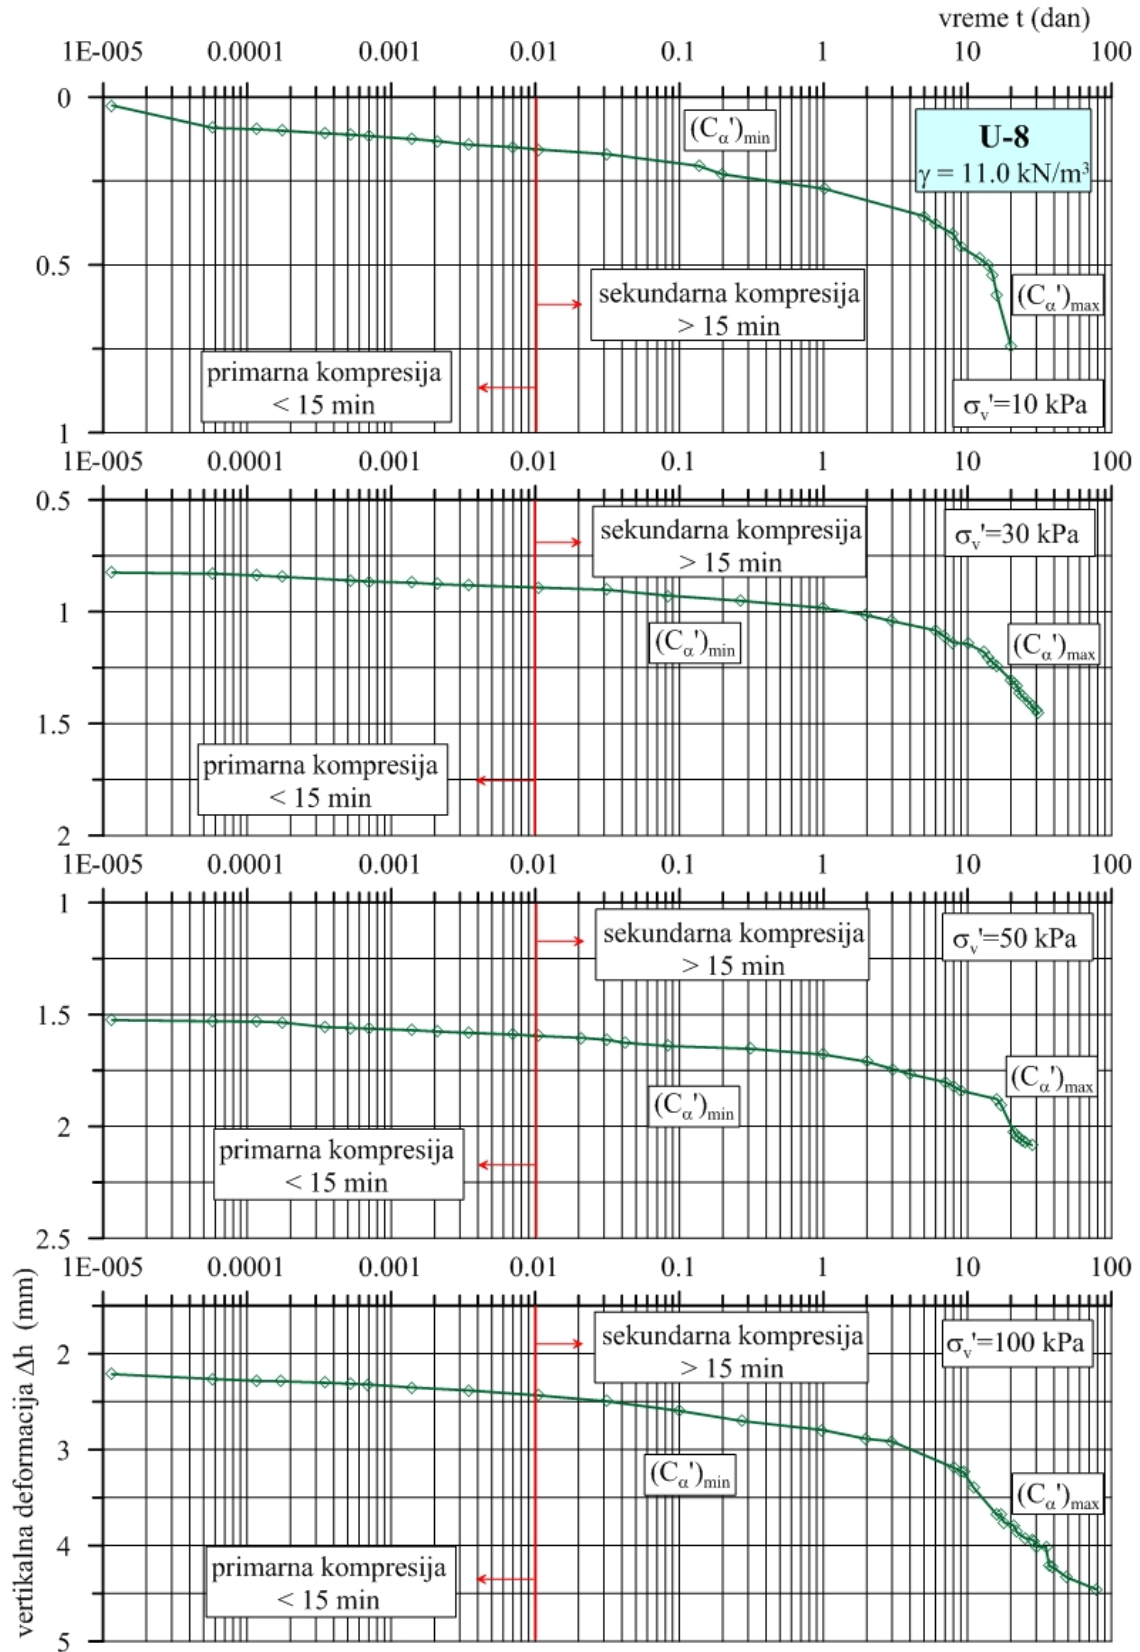 vreme t (dan)
1E-005 0.0001 0.001 0.01 0.1 1 10 100
0
(Cα')min
U-8
γ = 11.0 kN/m³
0.5
sekundarna kompresija
> 15 min
(Cα')max
primarna kompresija
< 15 min
σv'=10 kPa
1
1E-005 0.0001 0.001 0.01 0.1 1 10 100
0.5
sekundarna kompresija
> 15 min
σv'=30 kPa
1
(Cα')min
(Cα')max
1.5
primarna kompresija
< 15 min
2
1E-005 0.0001 0.001 0.01 0.1 1 10 100
1
sekundarna kompresija
> 15 min
σv'=50 kPa
1.5
(Cα')max
(Cα')min
2
primarna kompresija
< 15 min
2.5
1E-005 0.0001 0.001 0.01 0.1 1 10 100
vertikalna deformacija Δh (mm)
sekundarna kompresija
> 15 min
σv'=100 kPa
2
3
(Cα')min
(Cα')max
4
primarna kompresija
< 15 min
5